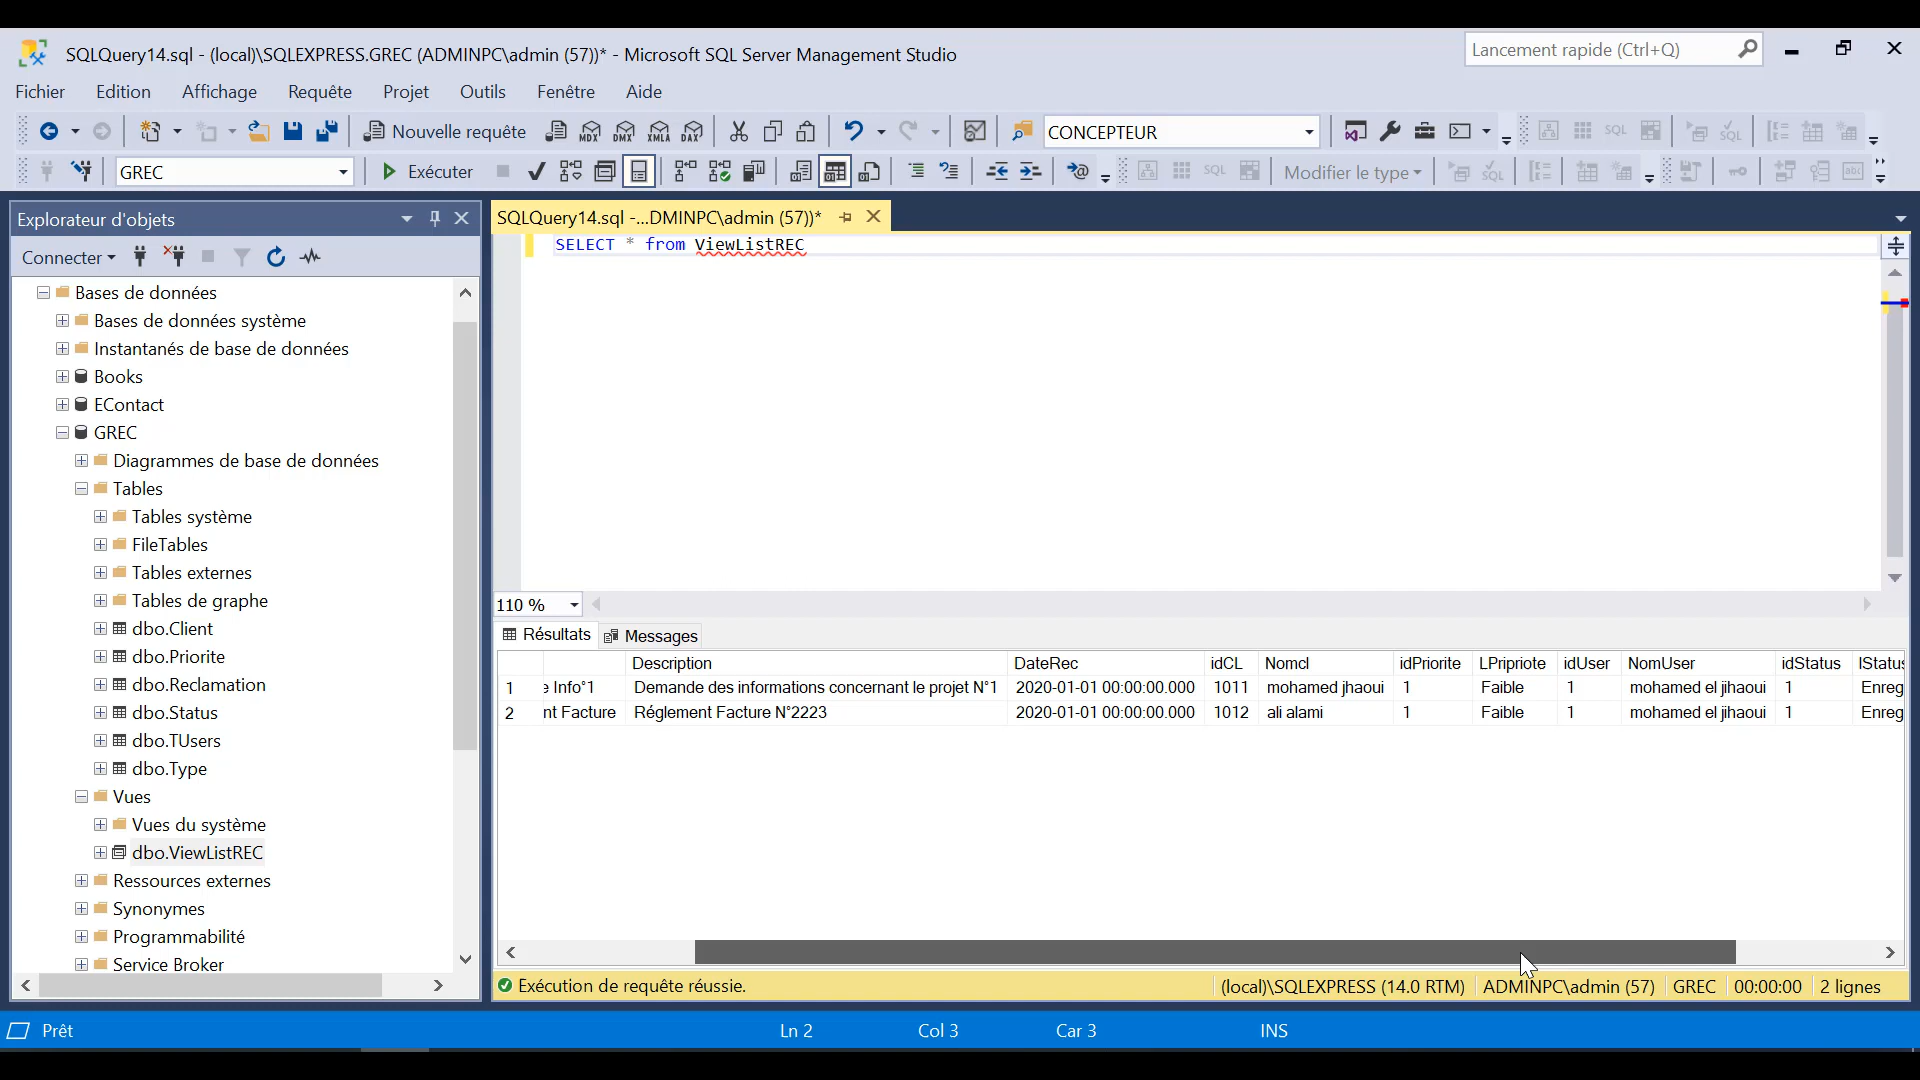 SQLQuery14.sql - (local)\SQLEXPRESS.GREC (ADMINPC\admin (57))* - Microsoft SQL Server Management Studio
Lancement rapide (Ctrl+Q)
Fichier Edition Affichage Requête Projet Outils Fenêtre Aide
Nouvelle requête MDX DMX XMLA DAX CONCEPTEUR SQL SQL
GREC Exécuter SQL Modifier le type SQL
Explorateur d'objets
SQLQuery14.sql -...DMINPC\admin (57))*
Connecter
SELECT * from ViewListREC
Bases de données
Bases de données système
Instantanés de base de données
Books
EContact
GREC
Diagrammes de base de données
Tables
Tables système
FileTables
Tables externes
Tables de graphe
dbo.Client
dbo.Priorite
dbo.Reclamation
dbo.Status
dbo.TUsers
dbo.Type
Vues
Vues du système
dbo.ViewListREC
Ressources externes
Synonymes
Programmabilité
Service Broker
110 %
Résultats Messages
Description DateRec idCL Nomcl idPriorite LPripriote idUser NomUser idStatus lStatus
1 e Info°1 Demande des informations concernant le projet N°1 2020-01-01 00:00:00.000 1011 mohamed jhaoui 1 Faible 1 mohamed el jihaoui 1 Enreg
2 nt Facture Réglement Facture N°2223 2020-01-01 00:00:00.000 1012 ali alami 1 Faible 1 mohamed el jihaoui 1 Enreg
Exécution de requête réussie. (local)\SQLEXPRESS (14.0 RTM) ADMINPC\admin (57) GREC 00:00:00 2 lignes
Prêt Ln 2 Col 3 Car 3 INS